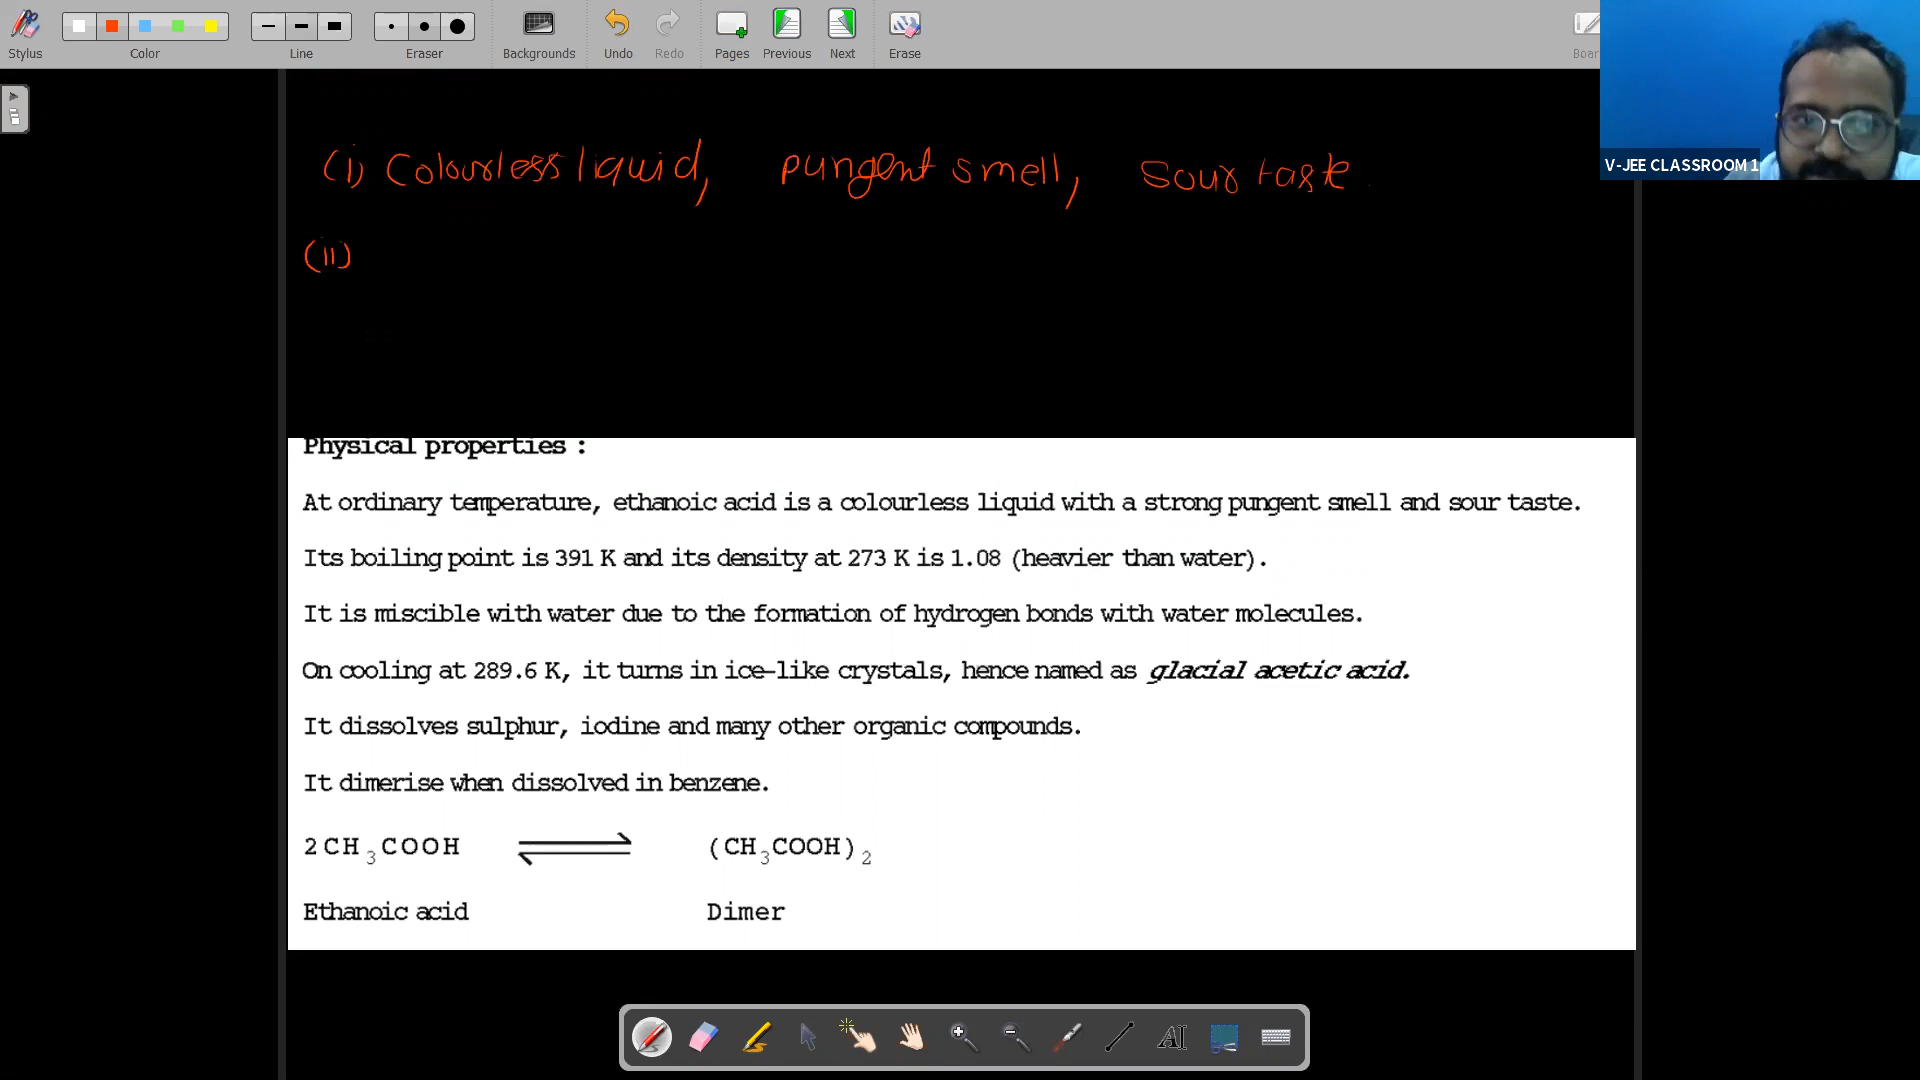 Stylus Color Line Eraser Backgrounds Undo Redo Pages Previous Next Erase
V-JEE CLASSROOM 1
(i) Colourless liquid, pungent smell, sour taste.
(ii)
Physical properties :
At ordinary temperature, ethanoic acid is a colourless liquid with a strong pungent smell and sour taste.
Its boiling point is 391 K and its density at 273 K is 1.08 (heavier than water).
It is miscible with water due to the formation of hydrogen bonds with water molecules.
On cooling at 289.6 K, it turns in ice-like crystals, hence named as glacial acetic acid.
It dissolves sulphur, iodine and many other organic compounds.
It dimerise when dissolved in benzene.
2CH₃COOH ⇌ (CH₃COOH)₂
Ethanoic acid Dimer